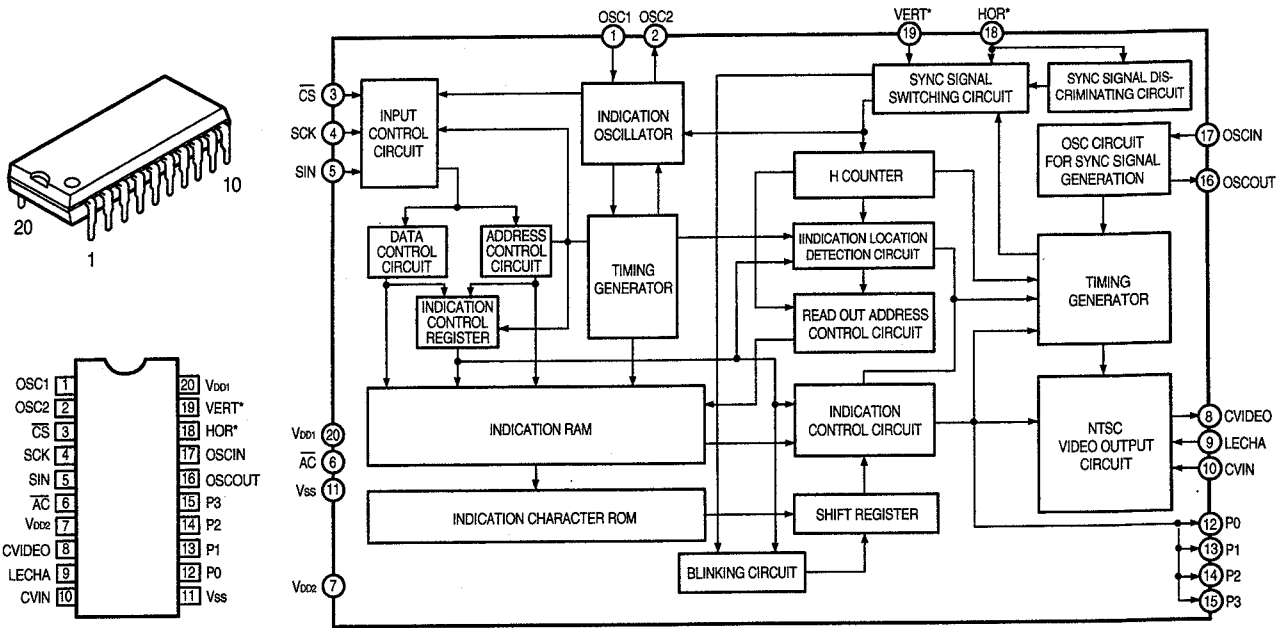 OSC1 OSC2
1 2
VERT* HOR*
19 18
CS 3
SCK 4
SIN 5
INPUT
CONTROL
CIRCUIT
INDICATION
OSCILLATOR
SYNC SIGNAL
SWITCHING CIRCUIT
SYNC SIGNAL DIS-
CRIMINATING CIRCUIT
OSC CIRCUIT
FOR SYNC SIGNAL
GENERATION
17 OSCIN
16 OSCOUT
H COUNTER
DATA
CONTROL
CIRCUIT
ADDRESS
CONTROL
CIRCUIT
TIMING
GENERATOR
IINDICATION LOCATION
DETECTION CIRCUIT
TIMING
GENERATOR
INDICATION
CONTROL
REGISTER
READ OUT ADDRESS
CONTROL CIRCUIT
INDICATION RAM
INDICATION
CONTROL CIRCUIT
NTSC
VIDEO OUTPUT
CIRCUIT
8 CVIDEO
9 LECHA
10 CVIN
VDD1 20
AC 6
VSS 11
INDICATION CHARACTER ROM
SHIFT REGISTER
BLINKING CIRCUIT
12 P0
13 P1
14 P2
15 P3
VDD2 7
10
20
1
OSC1 1
OSC2 2
CS 3
SCK 4
SIN 5
AC 6
VDD2 7
CVIDEO 8
LECHA 9
CVIN 10
20 VDD1
19 VERT*
18 HOR*
17 OSCIN
16 OSCOUT
15 P3
14 P2
13 P1
12 P0
11 VSS